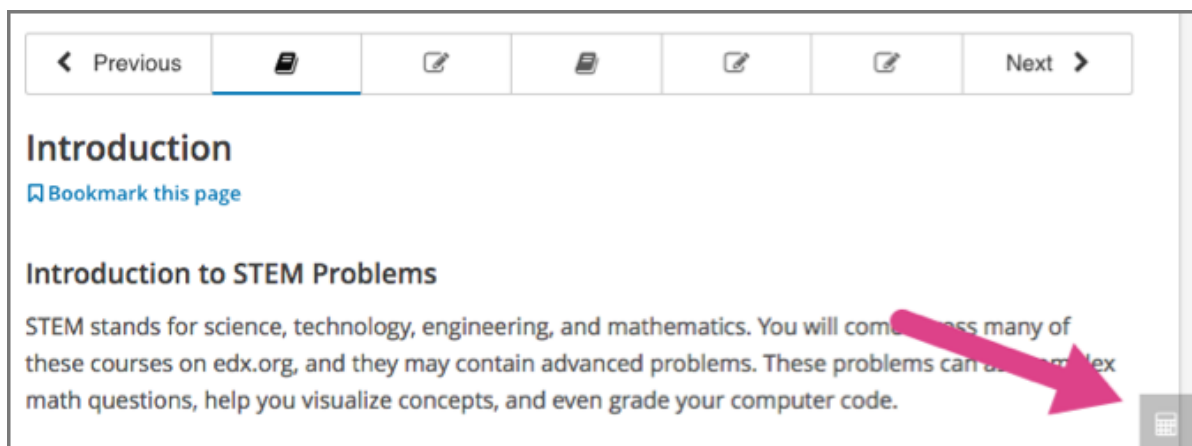 Previous Next
Introduction
Bookmark this page
Introduction to STEM Problems
STEM stands for science, technology, engineering, and mathematics. You will many of
these courses on edx.org, and they may contain advanced problems. These problems can
math questions, help you visualize concepts, and even grade your computer code.